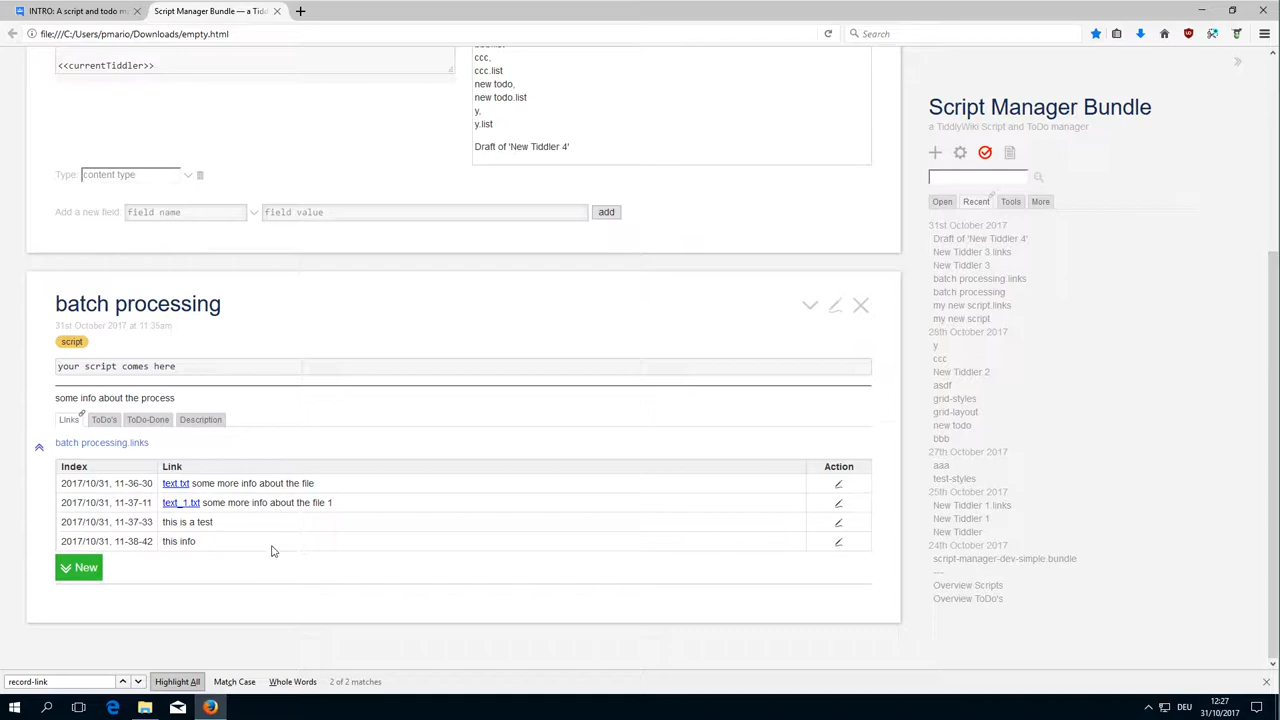 INTRO: A script and todo m
Script Manager Bundle — a Tidd
file:///C:/Users/pmario/Downloads/empty.html
Search
<<currentTiddler>>
ccc,
ccc.list
new todo,
new todo.list
y,
y.list
Draft of 'New Tiddler 4'
Type: content type
Add a new field: field name field value add
batch processing
31st October 2017 at 11:35am
script
your script comes here
some info about the process
Links ToDo's ToDo-Done Description
batch processing.links
Index Link Action
2017/10/31, 11-36-30 text.txt some more info about the file
2017/10/31, 11-37-11 text_1.txt some more info about the file 1
2017/10/31, 11-37-33 this is a test
2017/10/31, 11-38-42 this info
New
Script Manager Bundle
a TiddlyWiki Script and ToDo manager
Open Recent Tools More
31st October 2017
Draft of 'New Tiddler 4'
New Tiddler 3.links
New Tiddler 3
batch processing.links
batch processing
my new script.links
my new script
28th October 2017
y
ccc
New Tiddler 2
asdf
grid-styles
grid-layout
new todo
bbb
27th October 2017
aaa
test-styles
25th October 2017
New Tiddler 1.links
New Tiddler 1
New Tiddler
24th October 2017
script-manager-dev-simple.bundle
---
Overview Scripts
Overview ToDo's
record-link Highlight All Match Case Whole Words 2 of 2 matches
DEU
12:27
31/10/2017